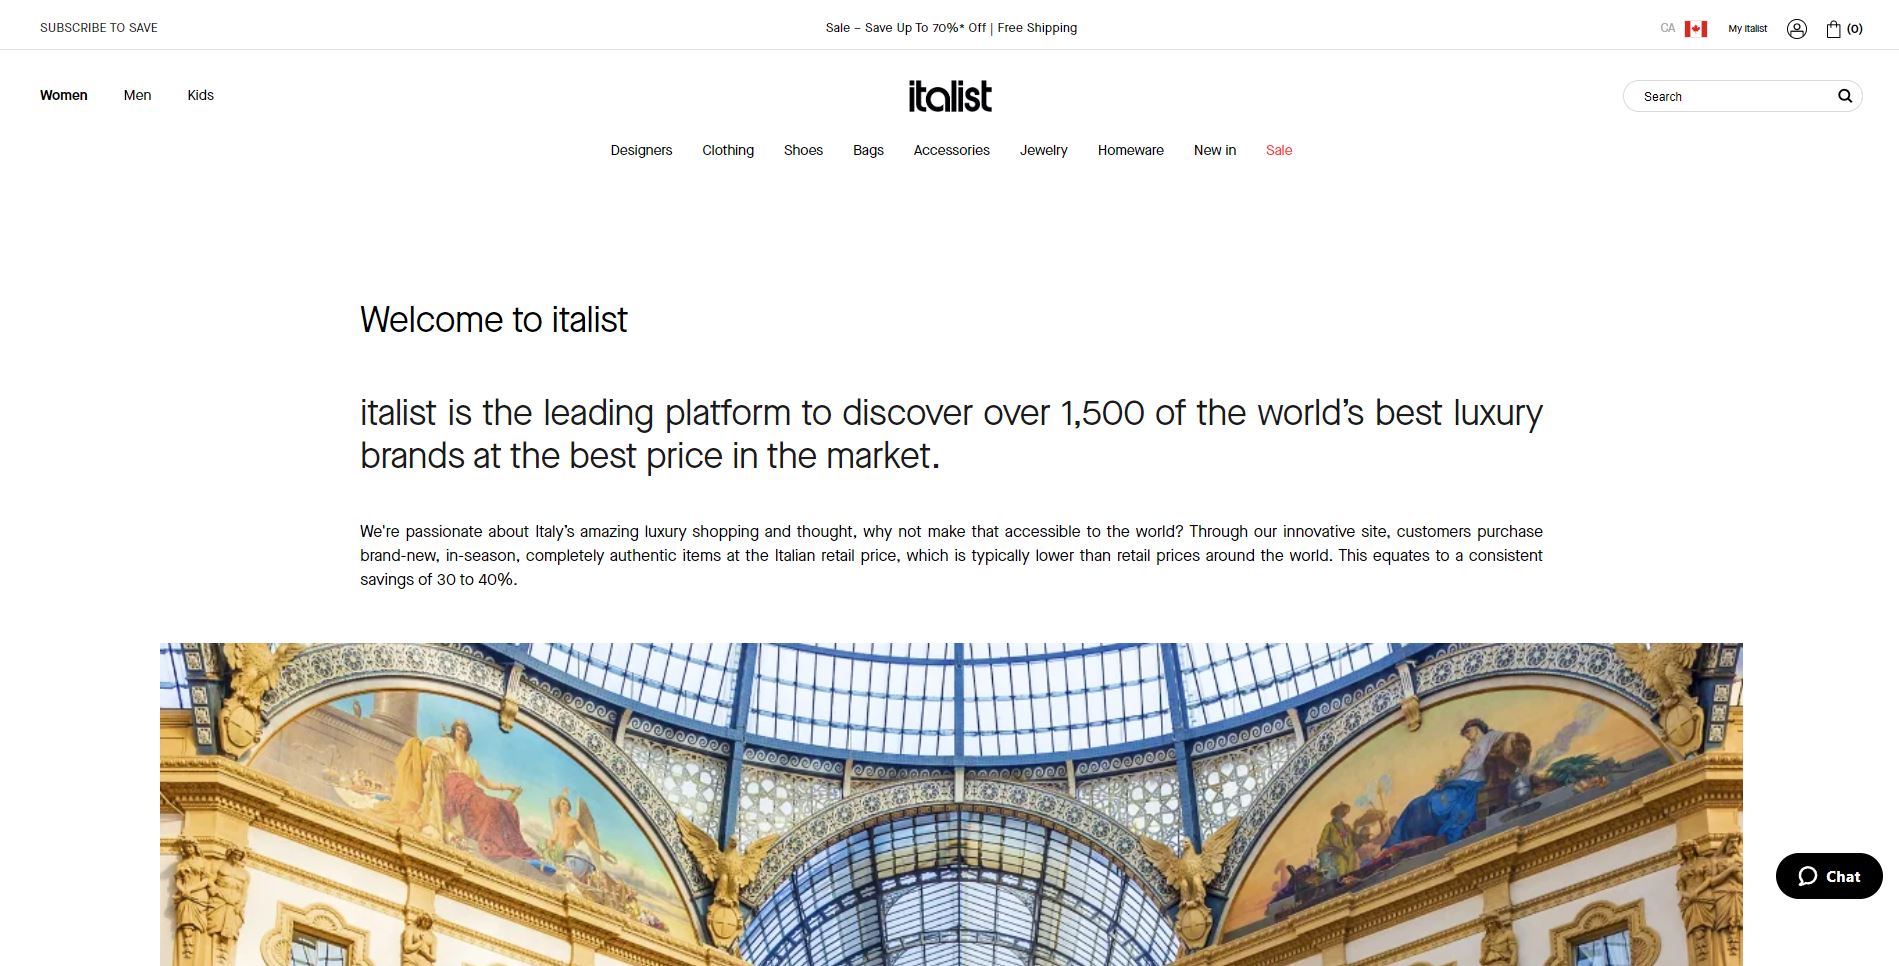 SUBSCRIBE TO SAVE
Sale – Save Up To 70%* Off | Free Shipping
CA
My italist
(0)
Women
Men
Kids
italist
Search
Designers
Clothing
Shoes
Bags
Accessories
Jewelry
Homeware
New in
Sale
Welcome to italist
italist is the leading platform to discover over 1,500 of the world’s best luxury
brands at the best price in the market.
We're passionate about Italy’s amazing luxury shopping and thought, why not make that accessible to the world? Through our innovative site, customers purchase
brand-new, in-season, completely authentic items at the Italian retail price, which is typically lower than retail prices around the world. This equates to a consistent
savings of 30 to 40%.
Chat